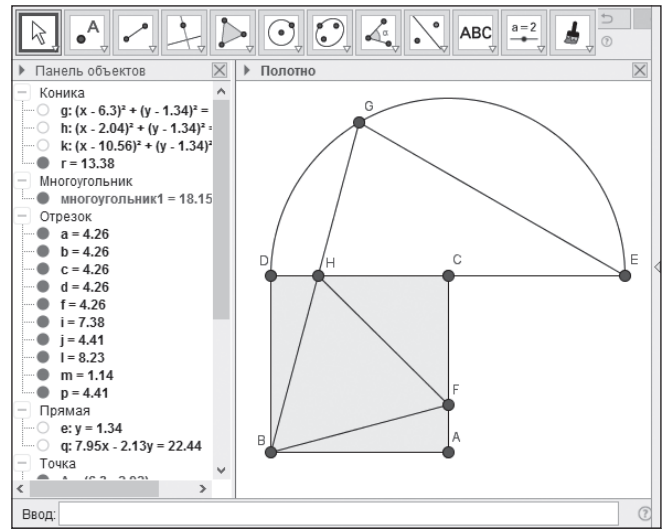 A
α
ABC
a = 2
Панель объектов
Полотно
Коника
g: (x - 6.3)² + (y - 1.34)² =
h: (x - 2.04)² + (y - 1.34)² =
k: (x - 10.56)² + (y - 1.34)²
r = 13.38
Многоугольник
многоугольник1 = 18.15
Отрезок
a = 4.26
b = 4.26
c = 4.26
d = 4.26
f = 4.26
i = 7.38
j = 4.41
l = 8.23
m = 1.14
p = 4.41
Прямая
e: y = 1.34
q: 7.95x - 2.13y = 22.44
Точка
G
D
H
C
E
F
B
A
Ввод: